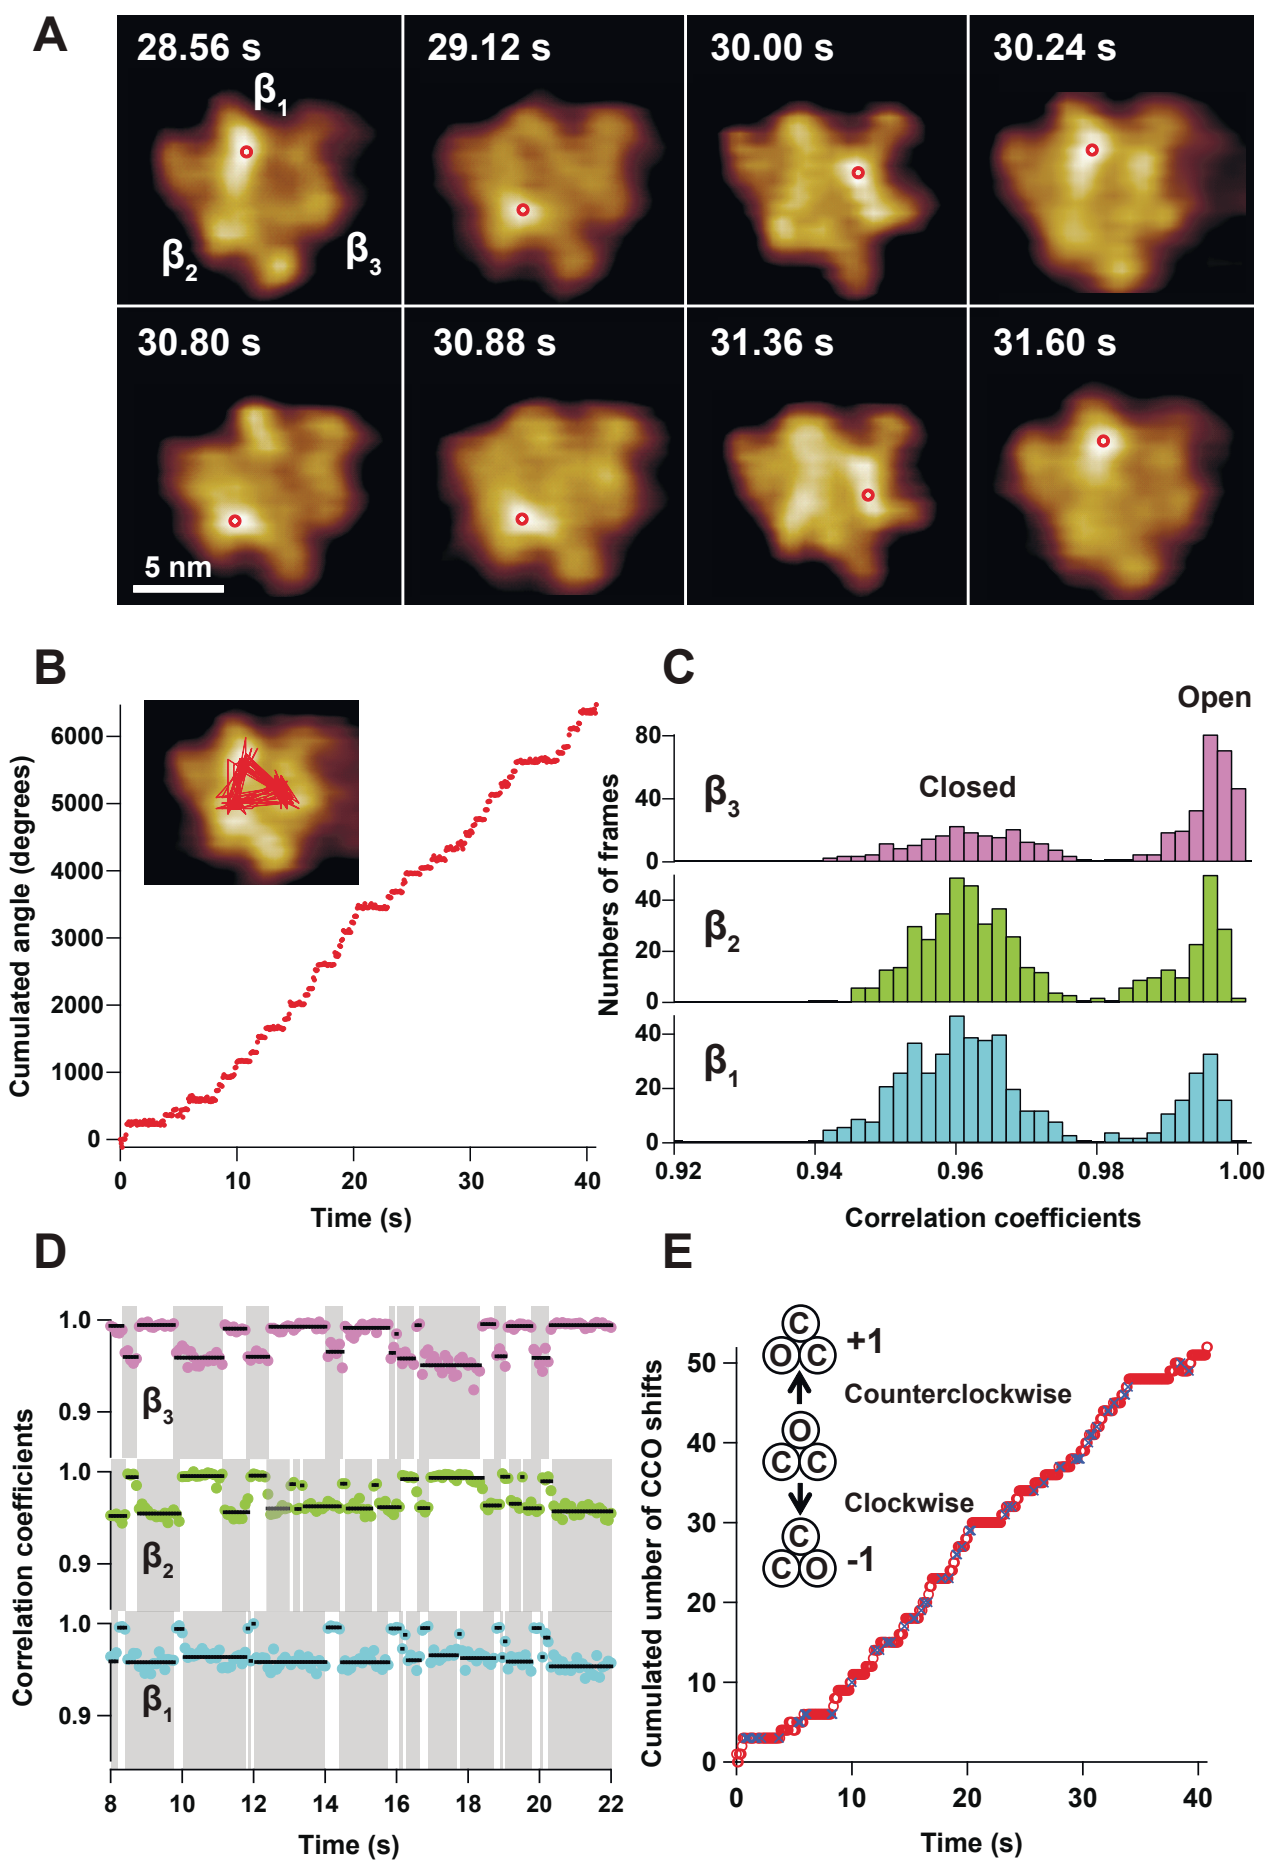 A
28.56 s
29.12 s
30.00 s
30.24 s
β1
β2
β3
30.80 s
30.88 s
31.36 s
31.60 s
5 nm
B
Cumulated angle (degrees)
6000
5000
4000
3000
2000
1000
0
0 10 20 30 40
Time (s)
C
Open
Closed
Numbers of frames
β3
80
40
0
β2
40
20
0
β1
40
20
0
0.92 0.94 0.96 0.98 1.00
Correlation coefficients
D
Correlation coefficients
1.0
0.9
β3
1.0
0.9
β2
1.0
0.9
β1
8 10 12 14 16 18 20 22
Time (s)
E
Cumulated umber of CCO shifts
50
40
30
20
10
0
C
O C
+1
Counterclockwise
O
C C
Clockwise
C
C O
-1
0 10 20 30 40
Time (s)